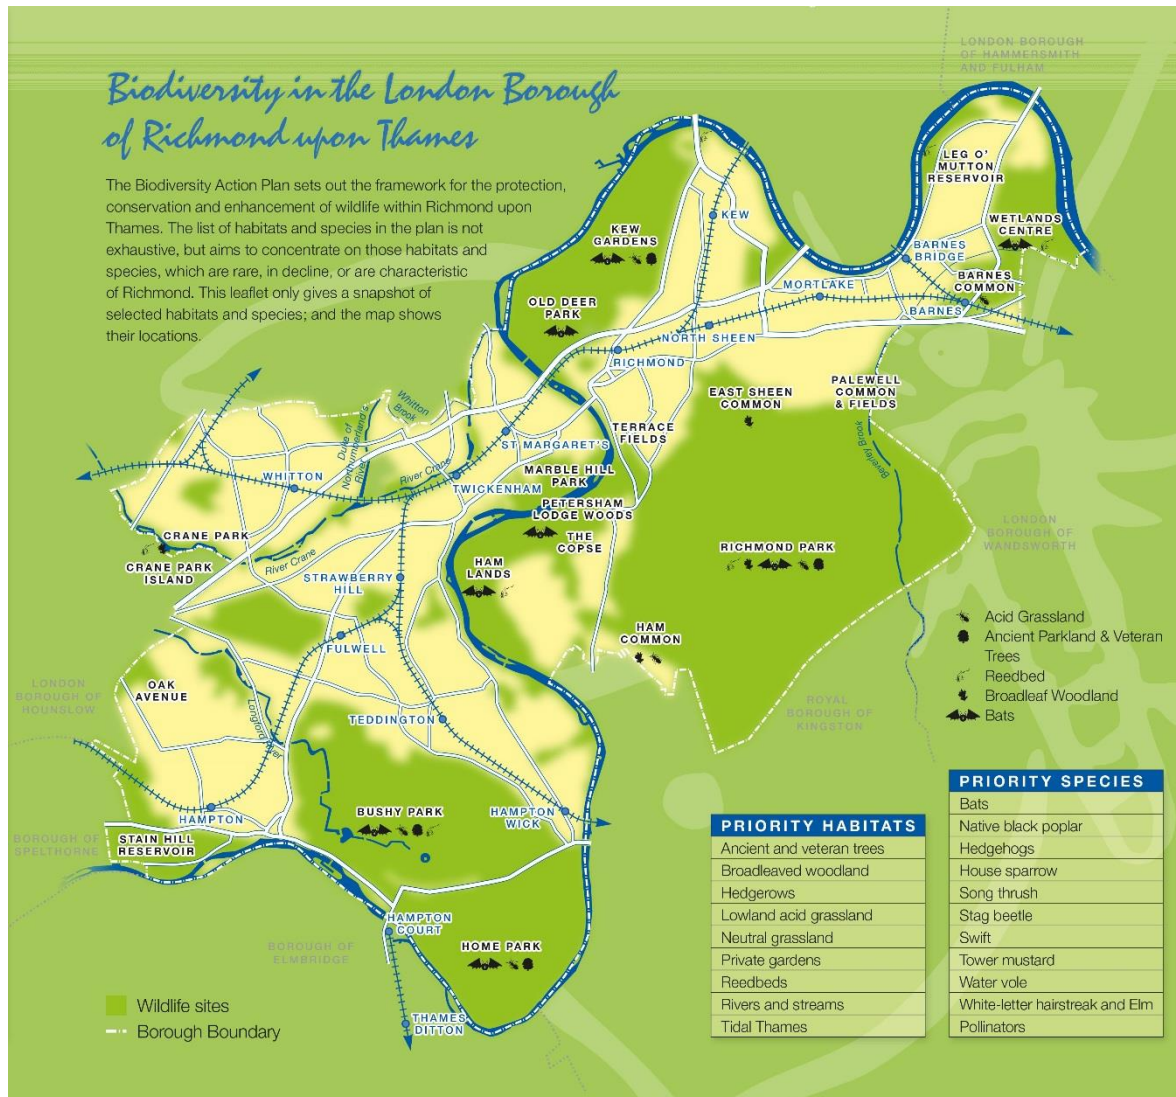 LONDON BOROUGH
OF HAMMERSMITH
AND FULHAM
Biodiversity in the London Borough
of Richmond upon Thames
The Biodiversity Action Plan sets out the framework for the protection,
conservation and enhancement of wildlife within Richmond upon
Thames. The list of habitats and species in the plan is not
exhaustive, but aims to concentrate on those habitats and
species, which are rare, in decline, or are characteristic
of Richmond. This leaflet only gives a snapshot of
selected habitats and species; and the map shows
their locations.
LEG O'
MUTTON
RESERVOIR
WETLANDS
CENTRE
KEW
KEW
GARDENS
BARNES
BRIDGE
BARNES
COMMON
MORTLAKE
BARNES
OLD DEER
PARK
NORTH SHEEN
RICHMOND
EAST SHEEN
COMMON
PALEWELL
COMMON
& FIELDS
Beverley Brook
TERRACE
FIELDS
Whitton
Brook
Duke of
Northumberland's
River
ST MARGARET'S
River Crane
WHITTON
TWICKENHAM
MARBLE HILL
PARK
PETERSHAM
LODGE WOODS
THE
COPSE
CRANE PARK
CRANE PARK
ISLAND
River Crane
HAM
LANDS
STRAWBERRY
HILL
RICHMOND PARK
LONDON
BOROUGH OF
WANDSWORTH
HAM
COMMON
FULWELL
Acid Grassland
Ancient Parkland & Veteran
Trees
Reedbed
Broadleaf Woodland
Bats
LONDON
BOROUGH OF
HOUNSLOW
OAK
AVENUE
Longford River
TEDDINGTON
ROYAL
BOROUGH OF
KINGSTON
HAMPTON
BUSHY PARK
HAMPTON
WICK
BOROUGH OF
SPELTHORNE
STAIN HILL
RESERVOIR
HAMPTON
COURT
BOROUGH OF
ELMBRIDGE
HOME PARK
THAMES
DITTON
Wildlife sites
Borough Boundary
PRIORITY HABITATS
Ancient and veteran trees
Broadleaved woodland
Hedgerows
Lowland acid grassland
Neutral grassland
Private gardens
Reedbeds
Rivers and streams
Tidal Thames
PRIORITY SPECIES
Bats
Native black poplar
Hedgehogs
House sparrow
Song thrush
Stag beetle
Swift
Tower mustard
Water vole
White-letter hairstreak and Elm
Pollinators